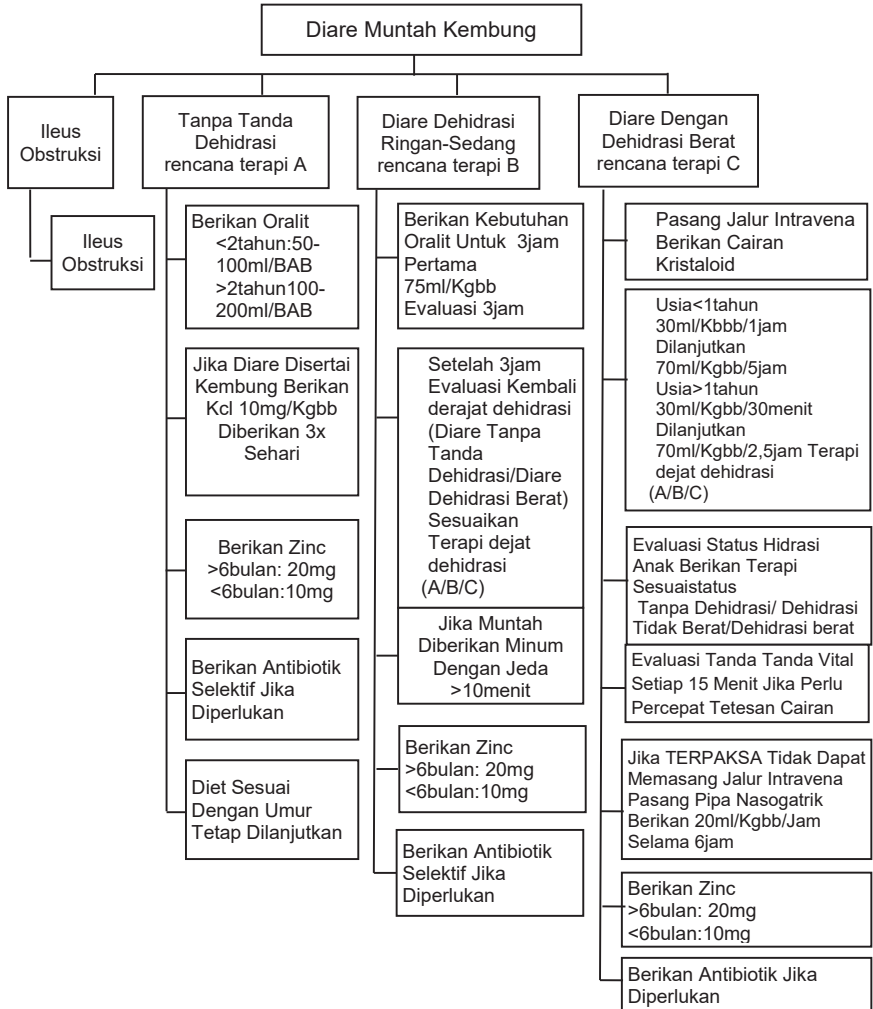 Diare Muntah Kembung
Ileus
Obstruksi
Ileus
Obstruksi
Tanpa Tanda
Dehidrasi
rencana terapi A
Berikan Oralit
<2tahun:50-
100ml/BAB
>2tahun100-
200ml/BAB
Jika Diare Disertai
Kembung Berikan
Kcl 10mg/Kgbb
Diberikan 3x
Sehari
Berikan Zinc
>6bulan: 20mg
<6bulan:10mg
Berikan Antibiotik
Selektif Jika
Diperlukan
Diet Sesuai
Dengan Umur
Tetap Dilanjutkan
Diare Dehidrasi
Ringan-Sedang
rencana terapi B
Berikan Kebutuhan
Oralit Untuk 3jam
Pertama
75ml/Kgbb
Evaluasi 3jam
Setelah 3jam
Evaluasi Kembali
derajat dehidrasi
(Diare Tanpa
Tanda
Dehidrasi/Diare
Dehidrasi Berat)
Sesuaikan
Terapi dejat
dehidrasi
(A/B/C)
Jika Muntah
Diberikan Minum
Dengan Jeda
>10menit
Berikan Zinc
>6bulan: 20mg
<6bulan:10mg
Berikan Antibiotik
Selektif Jika
Diperlukan
Diare Dengan
Dehidrasi Berat
rencana terapi C
Pasang Jalur Intravena
Berikan Cairan
Kristaloid
Usia<1tahun
30ml/Kbbb/1jam
Dilanjutkan
70ml/Kgbb/5jam
Usia>1tahun
30ml/Kgbb/30menit
Dilanjutkan
70ml/Kgbb/2,5jam Terapi
dejat dehidrasi
(A/B/C)
Evaluasi Status Hidrasi
Anak Berikan Terapi
Sesuaistatus
Tanpa Dehidrasi/ Dehidrasi
Tidak Berat/Dehidrasi berat
Evaluasi Tanda Tanda Vital
Setiap 15 Menit Jika Perlu
Percepat Tetesan Cairan
Jika TERPAKSA Tidak Dapat
Memasang Jalur Intravena
Pasang Pipa Nasogatrik
Berikan 20ml/Kgbb/Jam
Selama 6jam
Berikan Zinc
>6bulan: 20mg
<6bulan:10mg
Berikan Antibiotik Jika
Diperlukan